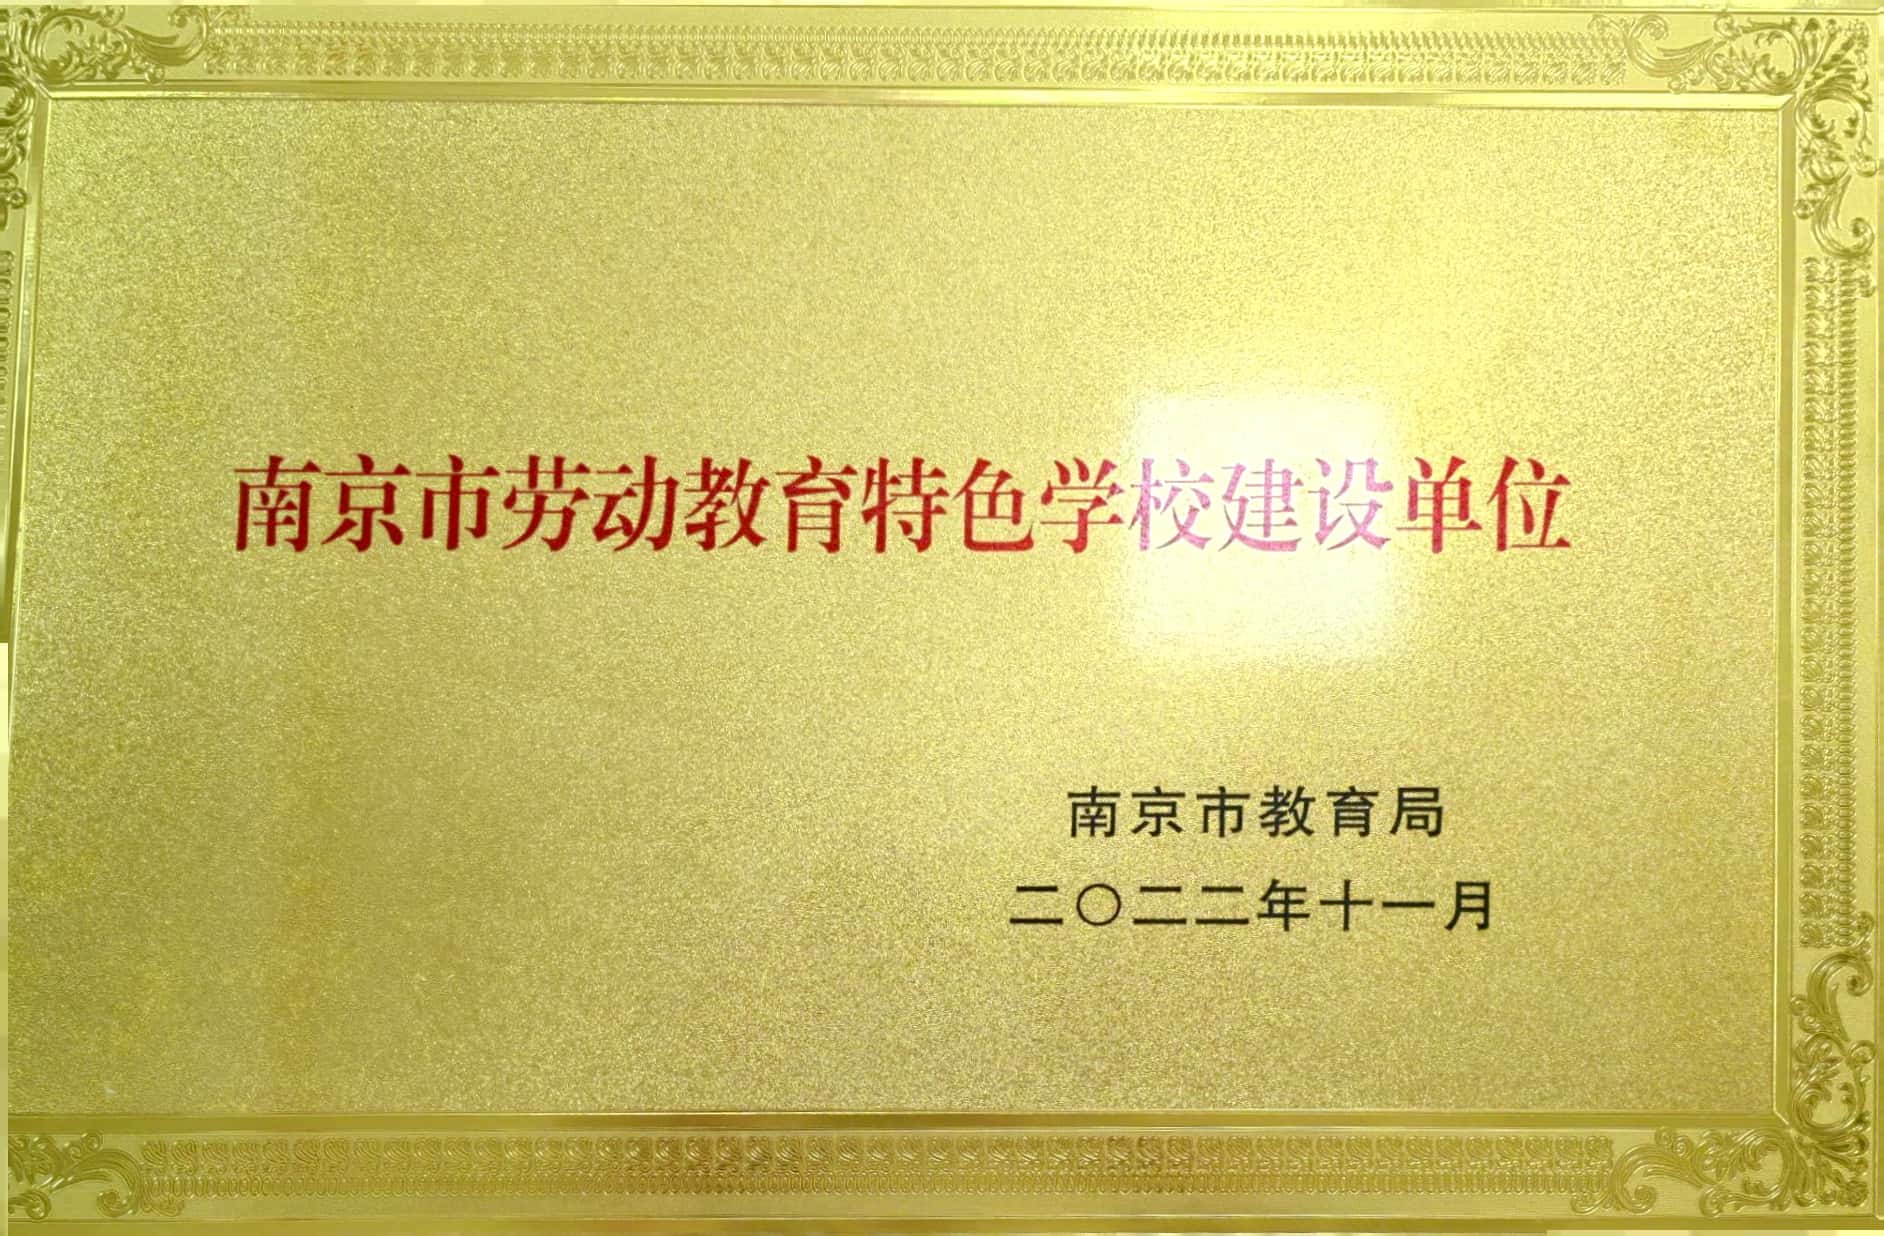 南京市劳动教育特色学校建设单位
南京市教育局
二〇二二年十一月